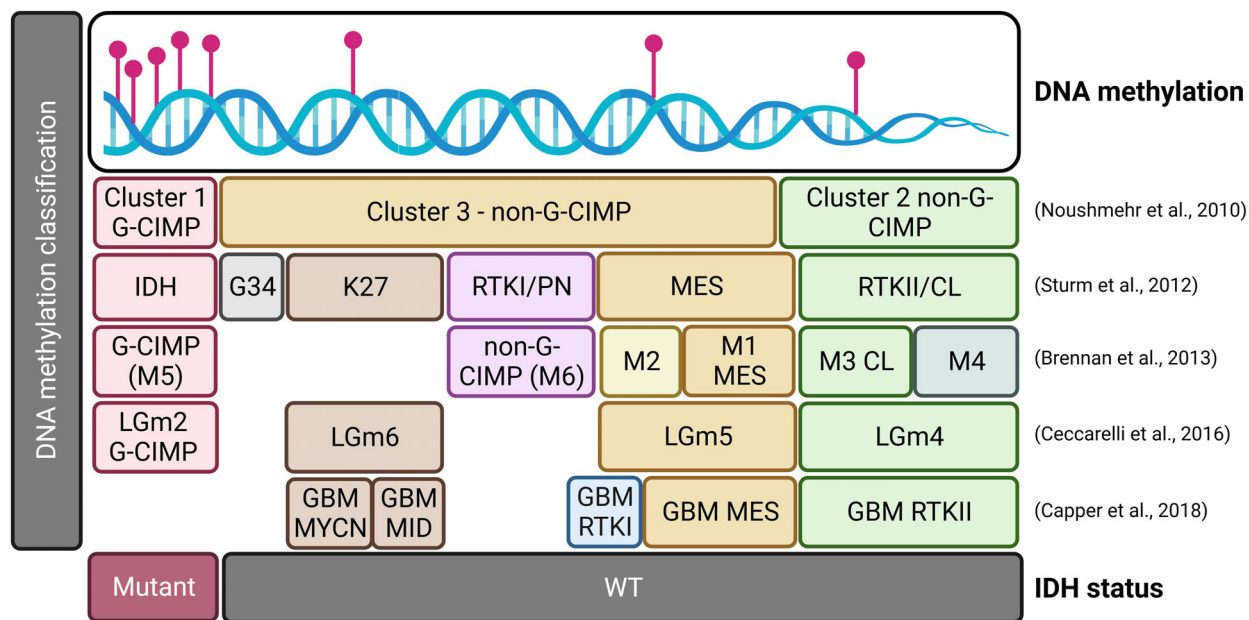 DNA methylation classification
DNA methylation
Cluster 1
G-CIMP
Cluster 3 - non-G-CIMP
Cluster 2 non-G-
CIMP
(Noushmehr et al., 2010)
IDH
G34
K27
RTKI/PN
MES
RTKII/CL
(Sturm et al., 2012)
G-CIMP
(M5)
non-G-
CIMP (M6)
M2
M1
MES
M3 CL
M4
(Brennan et al., 2013)
LGm2
G-CIMP
LGm6
LGm5
LGm4
(Ceccarelli et al., 2016)
GBM
MYCN
GBM
MID
GBM
RTKI
GBM MES
GBM RTKII
(Capper et al., 2018)
Mutant
WT
IDH status